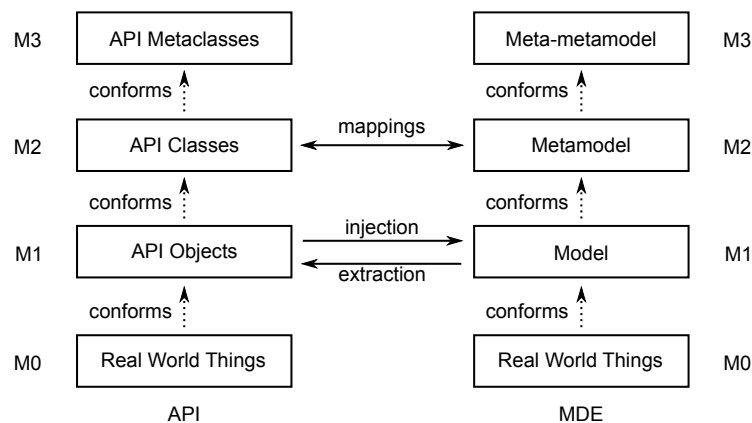 M3 API Metaclasses Meta-metamodel M3
conforms conforms
M2 API Classes mappings Metamodel M2
conforms conforms
injection
M1 API Objects Model M1
extraction
conforms conforms
M0 Real World Things Real World Things M0
API MDE